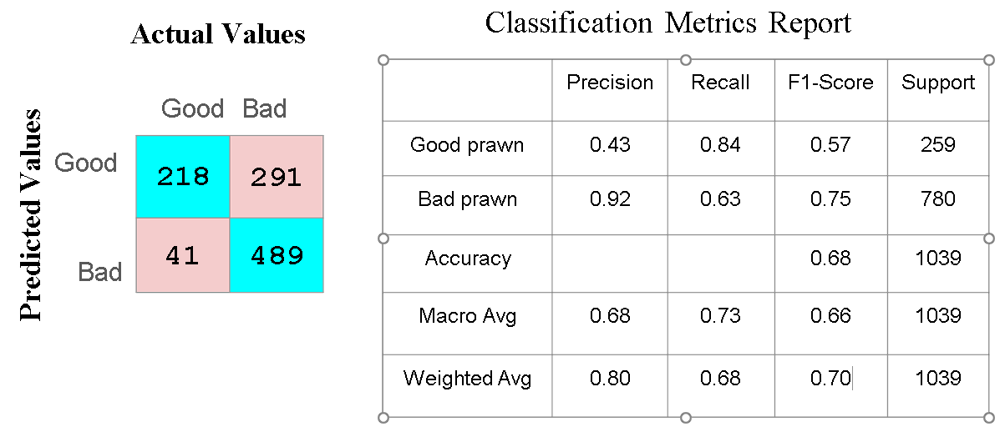 Actual Values
Predicted Values
Good Bad
Good 218 291
Bad 41 489
Classification Metrics Report
Precision Recall F1-Score Support
Good prawn 0.43 0.84 0.57 259
Bad prawn 0.92 0.63 0.75 780
Accuracy 0.68 1039
Macro Avg 0.68 0.73 0.66 1039
Weighted Avg 0.80 0.68 0.70 1039